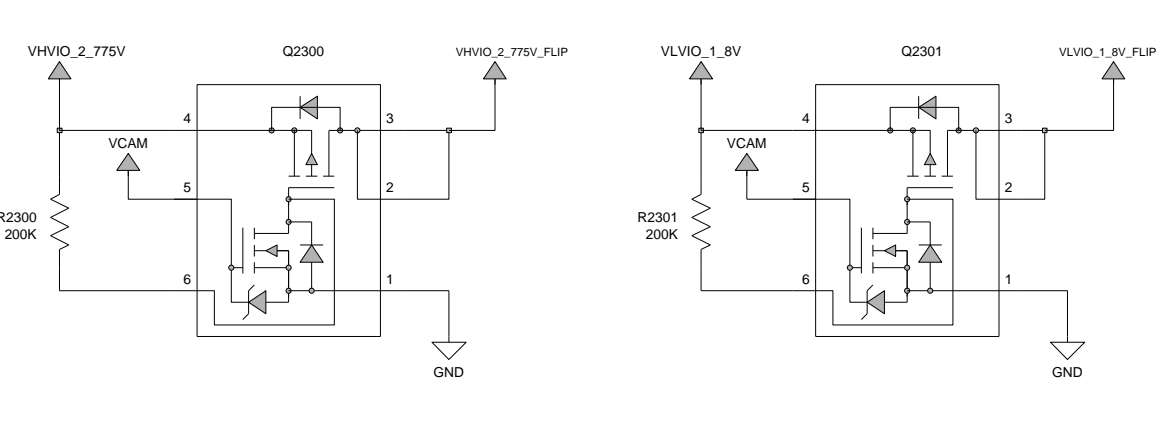 VHVIO_2_775V
Q2300
VHVIO_2_775V_FLIP
4
3
VCAM
5
2
R2300
200K
6
1
GND
VLVIO_1_8V
Q2301
VLVIO_1_8V_FLIP
4
3
VCAM
5
2
R2301
200K
6
1
GND